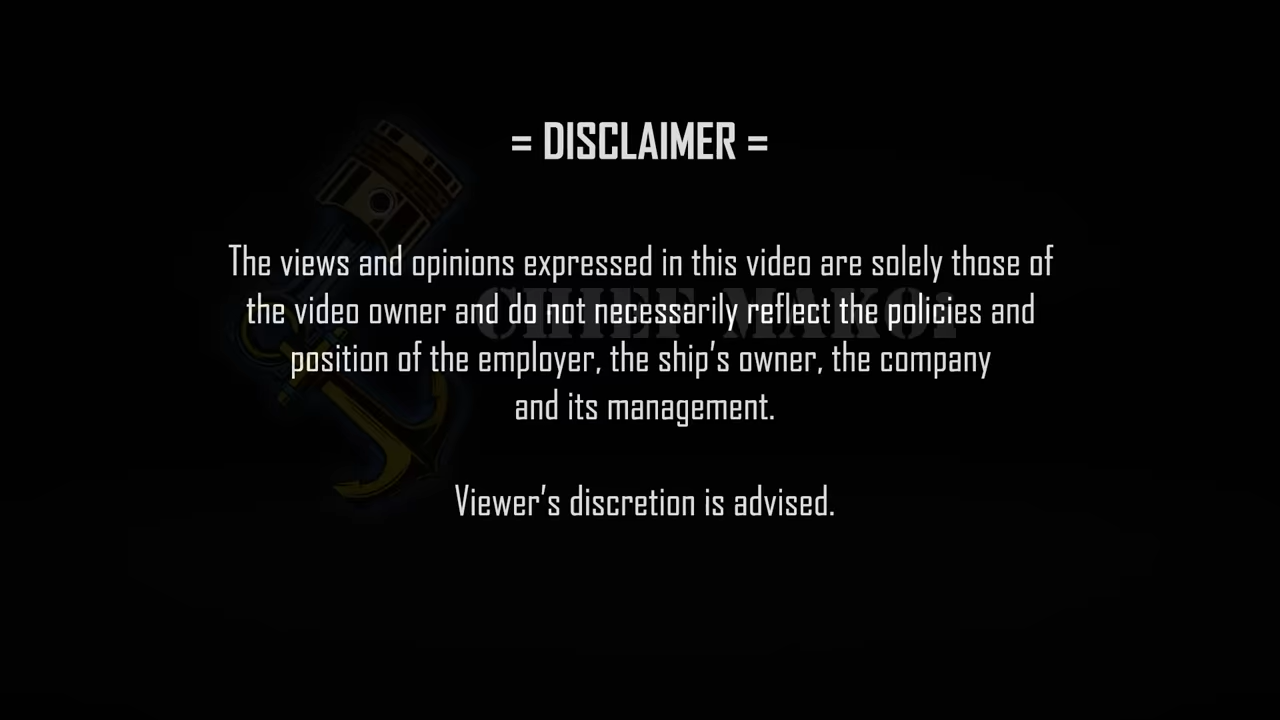 = DISCLAIMER =
The views and opinions expressed in this video are solely those of
the video owner and do not necessarily reflect the policies and
position of the employer, the ship's owner, the company
and its management.
Viewer's discretion is advised.
CHIEF MAKOi